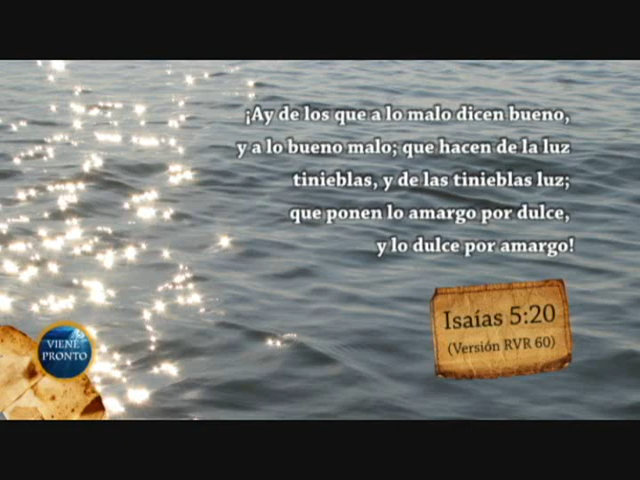 ¡Ay de los que a lo malo dicen bueno,
y a lo bueno malo; que hacen de la luz
tinieblas, y de las tinieblas luz;
que ponen lo amargo por dulce,
y lo dulce por amargo!
Isaías 5:20
(Versión RVR 60)
VIENE
PRONTO